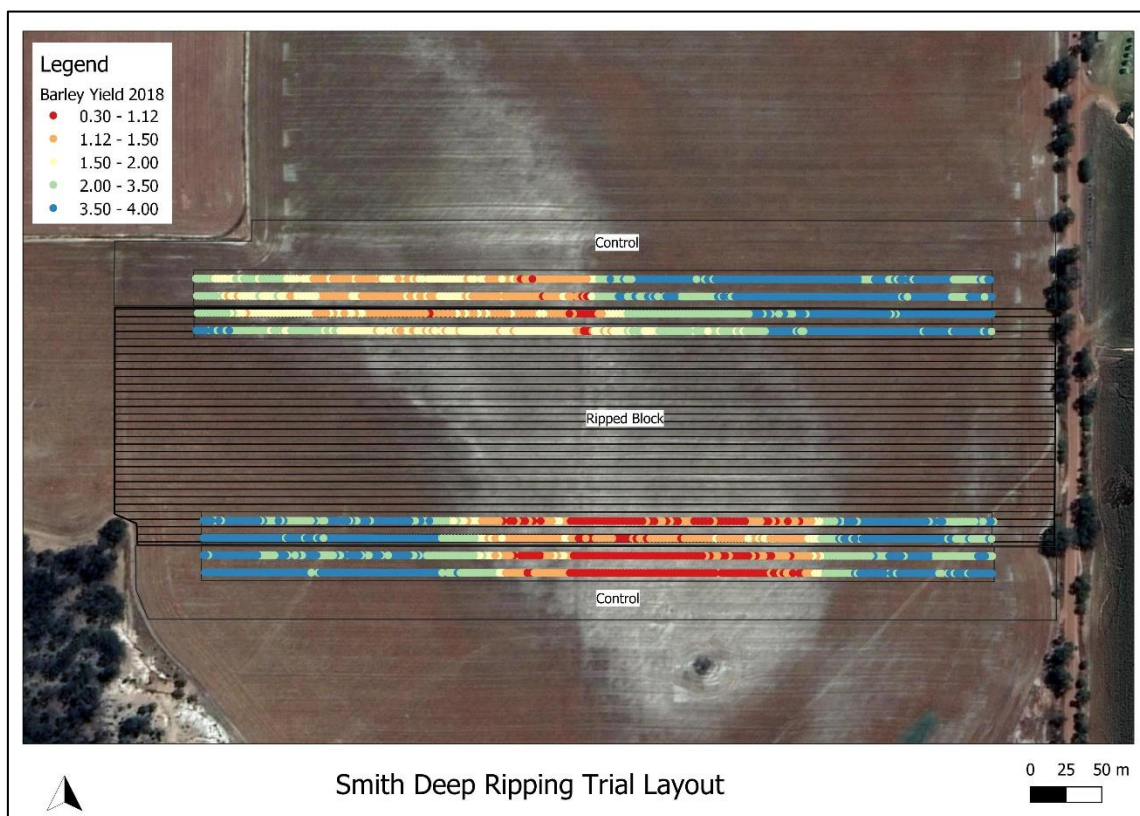 Legend
Barley Yield 2018
0.30 - 1.12
1.12 - 1.50
1.50 - 2.00
2.00 - 3.50
3.50 - 4.00
Control
Ripped Block
Control
Smith Deep Ripping Trial Layout
0 25 50 m